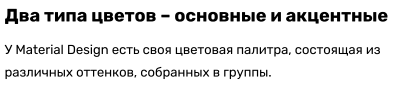 Два типа цветов – основные и акцентные
У Material Design есть своя цветовая палитра, состоящая из
различных оттенков, собранных в группы.